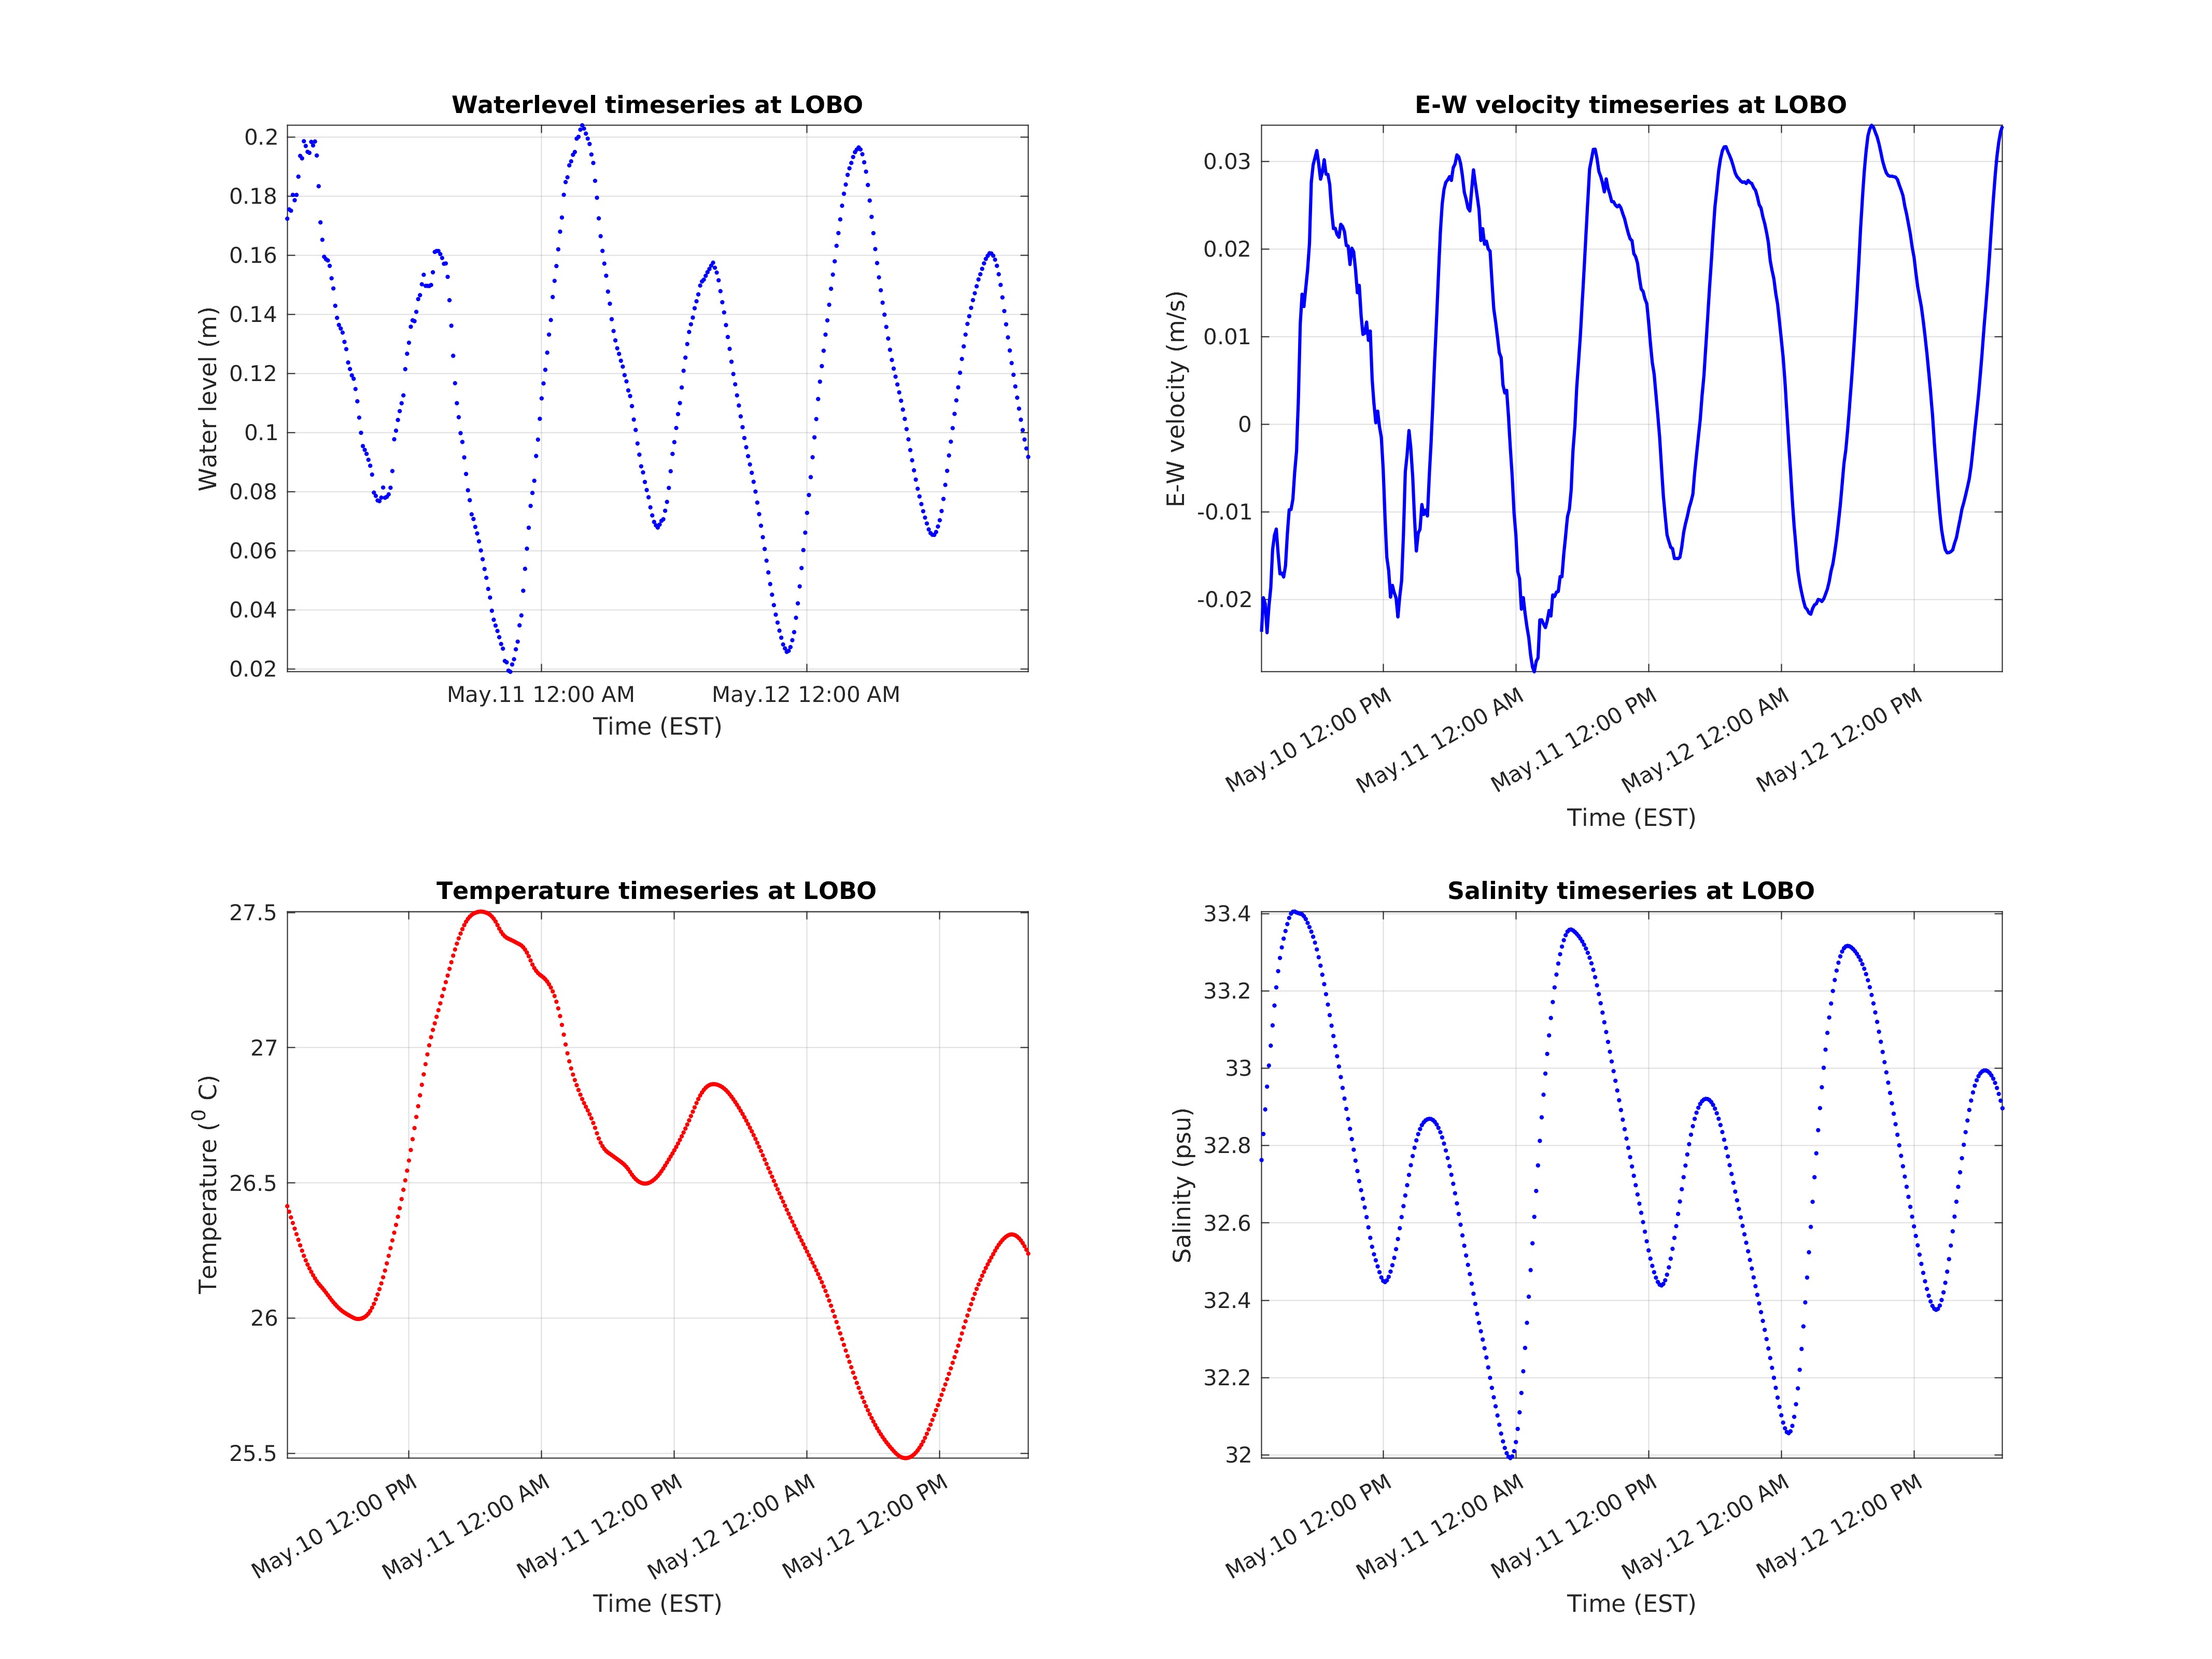 Waterlevel timeseries at LOBO
Water level (m)
0.2
0.18
0.16
0.14
0.12
0.1
0.08
0.06
0.04
0.02
May.11 12:00 AM
May.12 12:00 AM
Time (EST)
E-W velocity timeseries at LOBO
E-W velocity (m/s)
0.03
0.02
0.01
0
-0.01
-0.02
May.10 12:00 PM
May.11 12:00 AM
May.11 12:00 PM
May.12 12:00 AM
May.12 12:00 PM
Time (EST)
Temperature timeseries at LOBO
Temperature (⁰ C)
27.5
27
26.5
26
25.5
May.10 12:00 PM
May.11 12:00 AM
May.11 12:00 PM
May.12 12:00 AM
May.12 12:00 PM
Time (EST)
Salinity timeseries at LOBO
Salinity (psu)
33.4
33.2
33
32.8
32.6
32.4
32.2
32
May.10 12:00 PM
May.11 12:00 AM
May.11 12:00 PM
May.12 12:00 AM
May.12 12:00 PM
Time (EST)